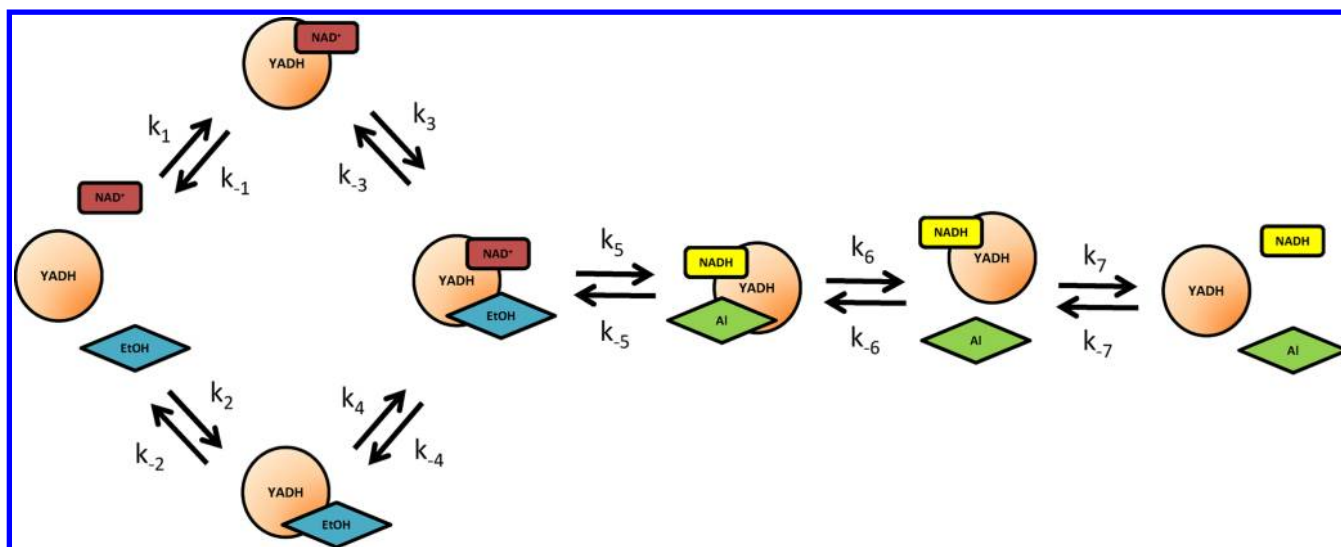 YADH
NAD⁺
k₁
k₋₁
k₃
k₋₃
NAD⁺
YADH
EtOH
k₂
k₋₂
YADH
EtOH
k₄
k₋₄
NAD⁺
YADH
EtOH
k₅
k₋₅
NADH
YADH
Al
k₆
k₋₆
NADH
YADH
Al
k₇
k₋₇
NADH
YADH
Al